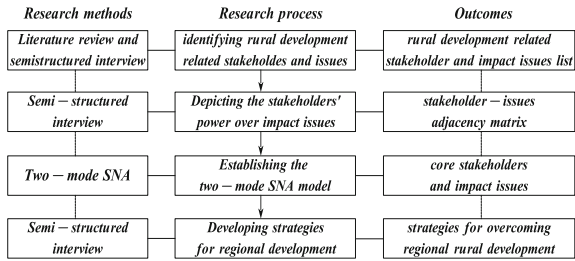 Research methods
Research process
Outcomes
Literature review and
semistructured interview
identifying rural development
related stakeholdes and issues
rural development related
stakeholder and impact issues list
Semi − structured
interview
Depicting the stakeholders'
power over impact issues
stakeholder − issues
adjacency matrix
Two − mode SNA
Establishing the
two − mode SNA model
core stakeholders
and impact issues
Semi − structured
interview
Developing strategies
for regional development
strategies for overcoming
regional rural development